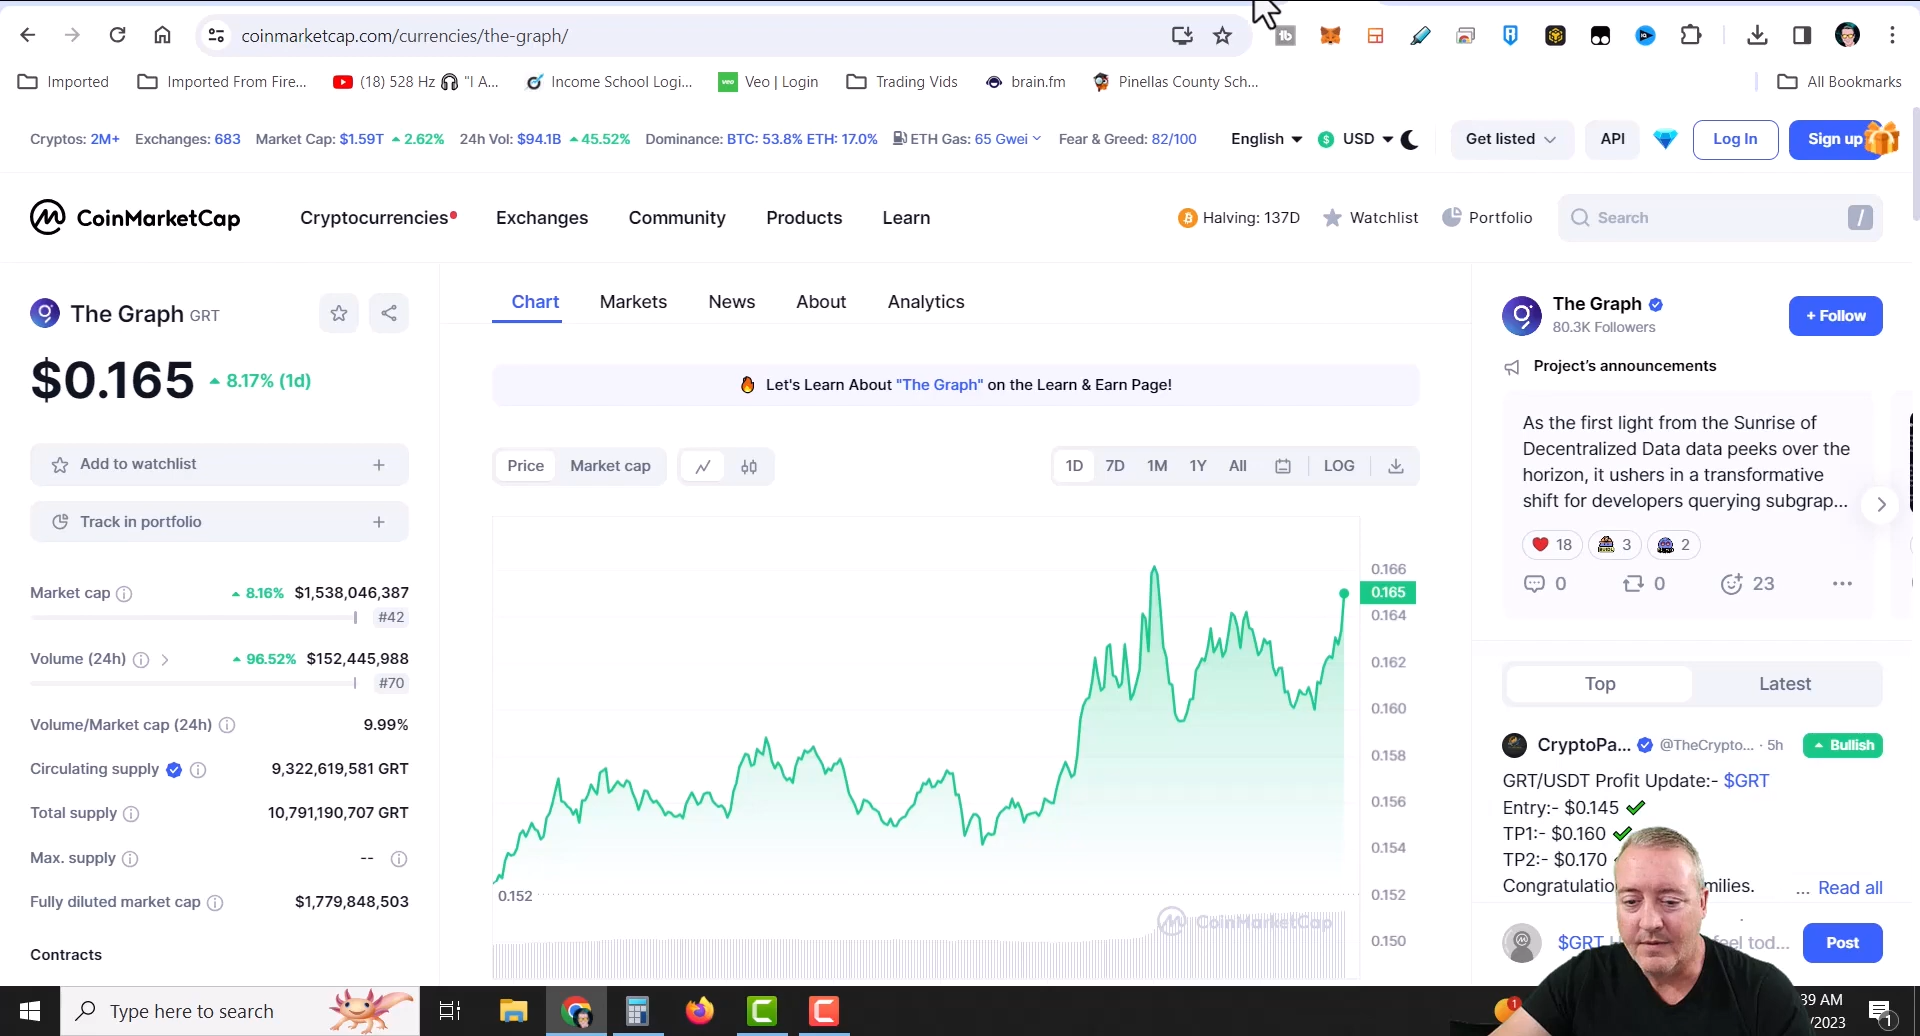 coinmarketcap.com/currencies/the-graph/
Imported
Imported From Fire...
(18) 528 Hz 🎧 "I A...
Income School Logi...
Veo | Login
Trading Vids
brain.fm
Pinellas County Sch...
All Bookmarks
Cryptos: 2M+ Exchanges: 683 Market Cap: $1.59T 2.62% 24h Vol: $94.1B 45.52% Dominance: BTC: 53.8% ETH: 17.0% ETH Gas: 65 Gwei Fear & Greed: 82/100
English
USD
Get listed
API
Log In
Sign up
CoinMarketCap
Cryptocurrencies
Exchanges
Community
Products
Learn
Halving: 137D
Watchlist
Portfolio
Search
/
The Graph GRT
$0.165 8.17% (1d)
Add to watchlist +
Track in portfolio +
Market cap 8.16% $1,538,046,387
#42
Volume (24h) 96.52% $152,445,988
#70
Volume/Market cap (24h) 9.99%
Circulating supply 9,322,619,581 GRT
Total supply 10,791,190,707 GRT
Max. supply --
Fully diluted market cap $1,779,848,503
Contracts
Chart
Markets
News
About
Analytics
🔥 Let's Learn About "The Graph" on the Learn & Earn Page!
Price
Market cap
1D
7D
1M
1Y
All
LOG
0.166
0.165
0.164
0.162
0.160
0.158
0.156
0.154
0.152
0.150
0.152
CoinMarketCap
The Graph
80.3K Followers
+ Follow
Project's announcements
As the first light from the Sunrise of
Decentralized Data data peeks over the
horizon, it ushers in a transformative
shift for developers querying subgrap...
18
3
2
0
0
23
Top
Latest
CryptoPa... @TheCrypto... · 5h
Bullish
GRT/USDT Profit Update:- $GRT
Entry:- $0.145
TP1:- $0.160
TP2:- $0.170
... Read all
$GRT
feel tod...
Post
Type here to search
39 AM
/2023
1
1